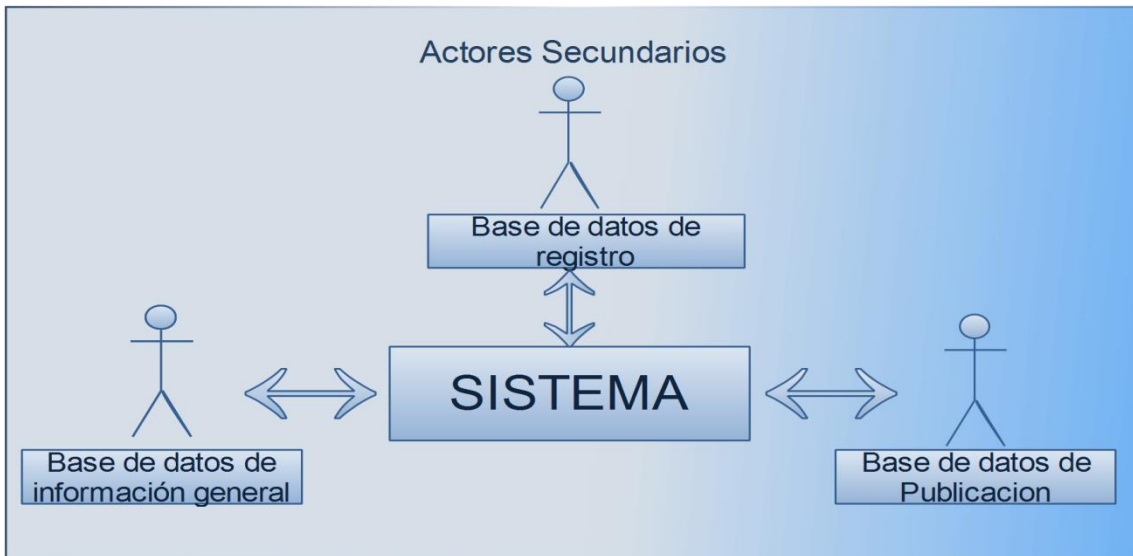 Actores Secundarios
Base de datos de
registro
SISTEMA
Base de datos de
información general
Base de datos de
Publicacion